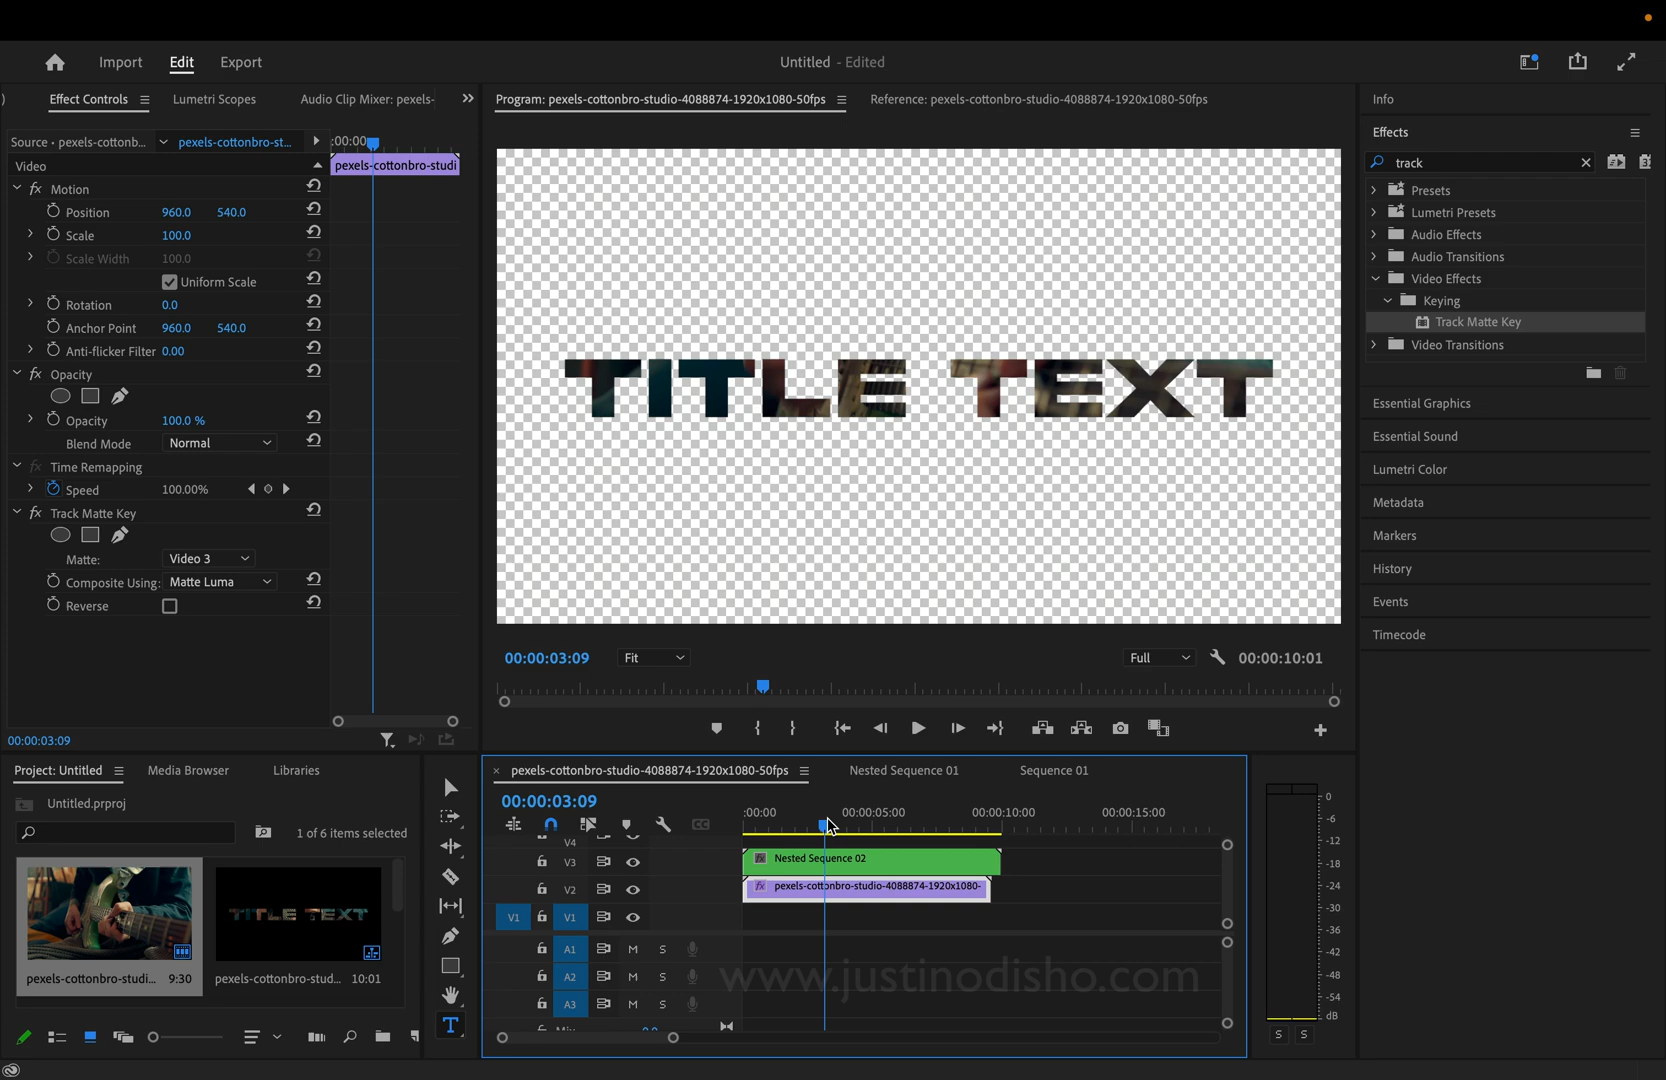 Import Edit Export Untitled - Edited
Effect Controls Lumetri Scopes Audio Clip Mixer: pexels-
Source • pexels-cottonb... pexels-cottonbro-st... :00:00
Video pexels-cottonbro-studi
fx Motion
Position 960.0 540.0
Scale 100.0
Scale Width 100.0
Uniform Scale
Rotation 0.0
Anchor Point 960.0 540.0
Anti-flicker Filter 0.00
fx Opacity
Opacity 100.0 %
Blend Mode Normal
fx Time Remapping
Speed 100.00%
fx Track Matte Key
Matte: Video 3
Composite Using: Matte Luma
Reverse
00:00:03:09
Program: pexels-cottonbro-studio-4088874-1920x1080-50fps Reference: pexels-cottonbro-studio-4088874-1920x1080-50fps
TITLE TEXT
00:00:03:09 Fit Full 00:00:10:01
Info
Effects
track
Presets
Lumetri Presets
Audio Effects
Audio Transitions
Video Effects
Keying
Track Matte Key
Video Transitions
Essential Graphics
Essential Sound
Lumetri Color
Metadata
Markers
History
Events
Timecode
Project: Untitled Media Browser Libraries
Untitled.prproj
1 of 6 items selected
TITLE TEXT
pexels-cottonbro-studi... 9:30 pexels-cottonbro-stud... 10:01
pexels-cottonbro-studio-4088874-1920x1080-50fps Nested Sequence 01 Sequence 01
00:00:03:09
:00:00 00:00:05:00 00:00:10:00 00:00:15:00
V4
V3 fx Nested Sequence 02
V2 fx pexels-cottonbro-studio-4088874-1920x1080-
V1 V1
A1 M S
A2 M S
A3 M S
www.justinodisho.com
0
-6
-12
-18
-24
-30
-36
-42
-48
-54
dB
S S